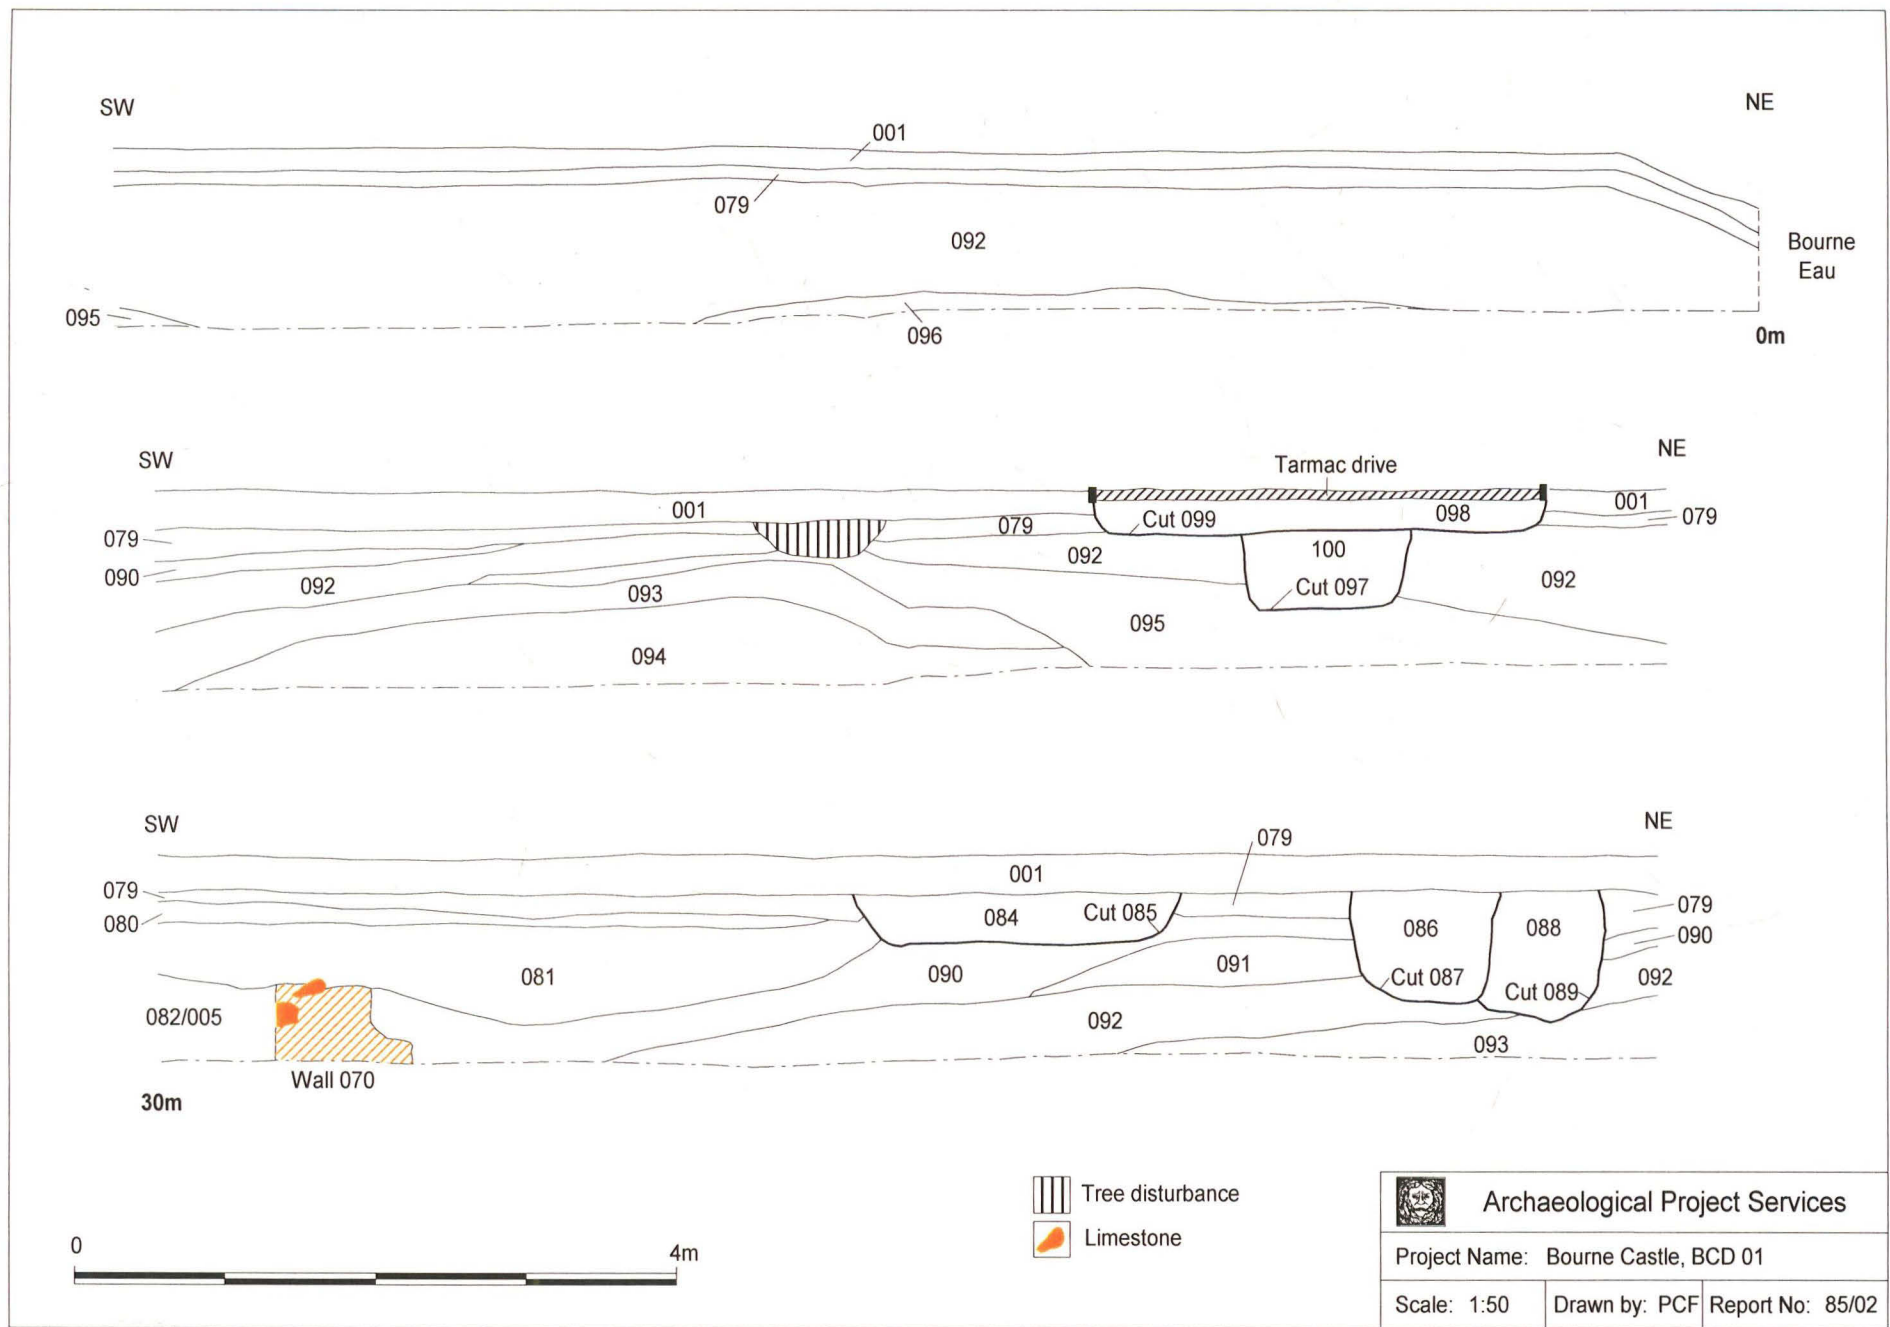 SW
NE
001
079
092
Bourne
Eau
095
096
0m
SW
NE
Tarmac drive
001
001
079
Cut 099
098
079
079
092
100
090
092
093
Cut 097
092
095
094
SW
NE
079
001
079
080
084
Cut 085
086
088
079
090
081
090
091
Cut 087
Cut 089
092
082/005
092
093
Wall 070
30m
Tree disturbance
Limestone
0
4m
Archaeological Project Services
Project Name: Bourne Castle, BCD 01
Scale: 1:50
Drawn by: PCF
Report No: 85/02